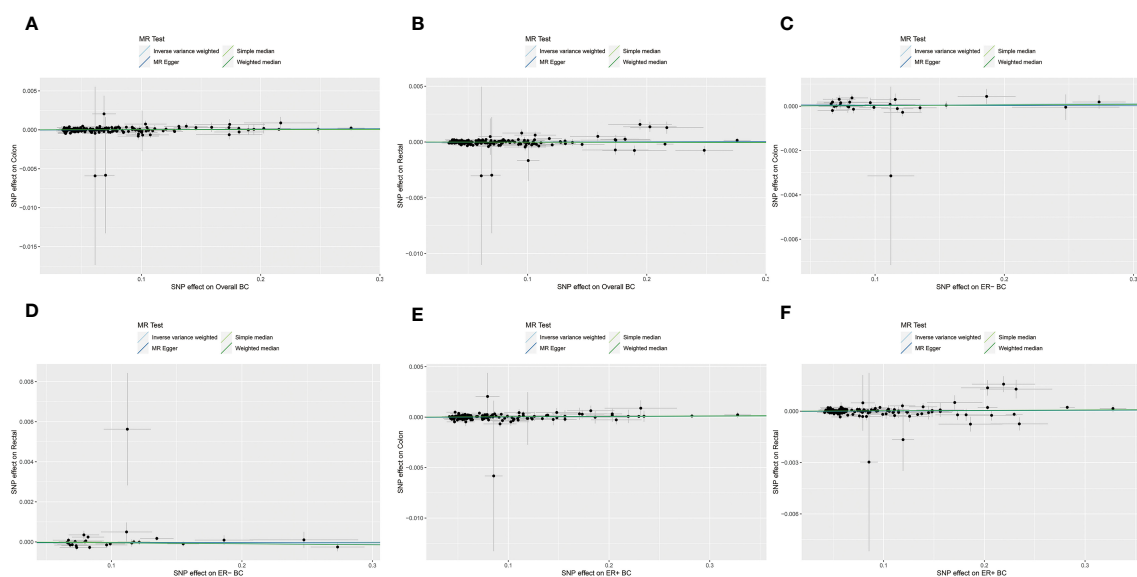 A
MR Test
Inverse variance weighted
Simple median
MR Egger
Weighted median
SNP effect on Colon
0.005
0.000
−0.005
−0.010
−0.015
0.1
0.2
0.3
SNP effect on Overall BC
B
MR Test
Inverse variance weighted
Simple median
MR Egger
Weighted median
SNP effect on Rectal
0.005
0.000
−0.005
−0.010
0.1
0.2
0.3
SNP effect on Overall BC
C
MR Test
Inverse variance weighted
Simple median
MR Egger
Weighted median
SNP effect on Colon
0.000
−0.002
−0.004
−0.006
0.1
0.2
0.3
SNP effect on ER− BC
D
MR Test
Inverse variance weighted
Simple median
MR Egger
Weighted median
SNP effect on Rectal
0.008
0.006
0.004
0.002
0.000
0.1
0.2
0.3
SNP effect on ER− BC
E
MR Test
Inverse variance weighted
Simple median
MR Egger
Weighted median
SNP effect on Colon
0.005
0.000
−0.005
−0.010
0.1
0.2
0.3
SNP effect on ER+ BC
F
MR Test
Inverse variance weighted
Simple median
MR Egger
Weighted median
SNP effect on Rectal
0.003
0.000
−0.003
−0.006
0.1
0.2
0.3
SNP effect on ER+ BC